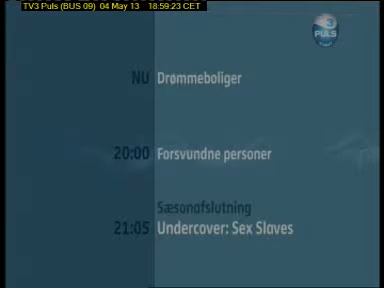 TV3 Puls (BUS 09) 04 May 13 18:59:23 CET
3
PULS
NU Drømmeboliger
20:00 Forsvundne personer
Sæsonafslutning
21:05 Undercover: Sex Slaves